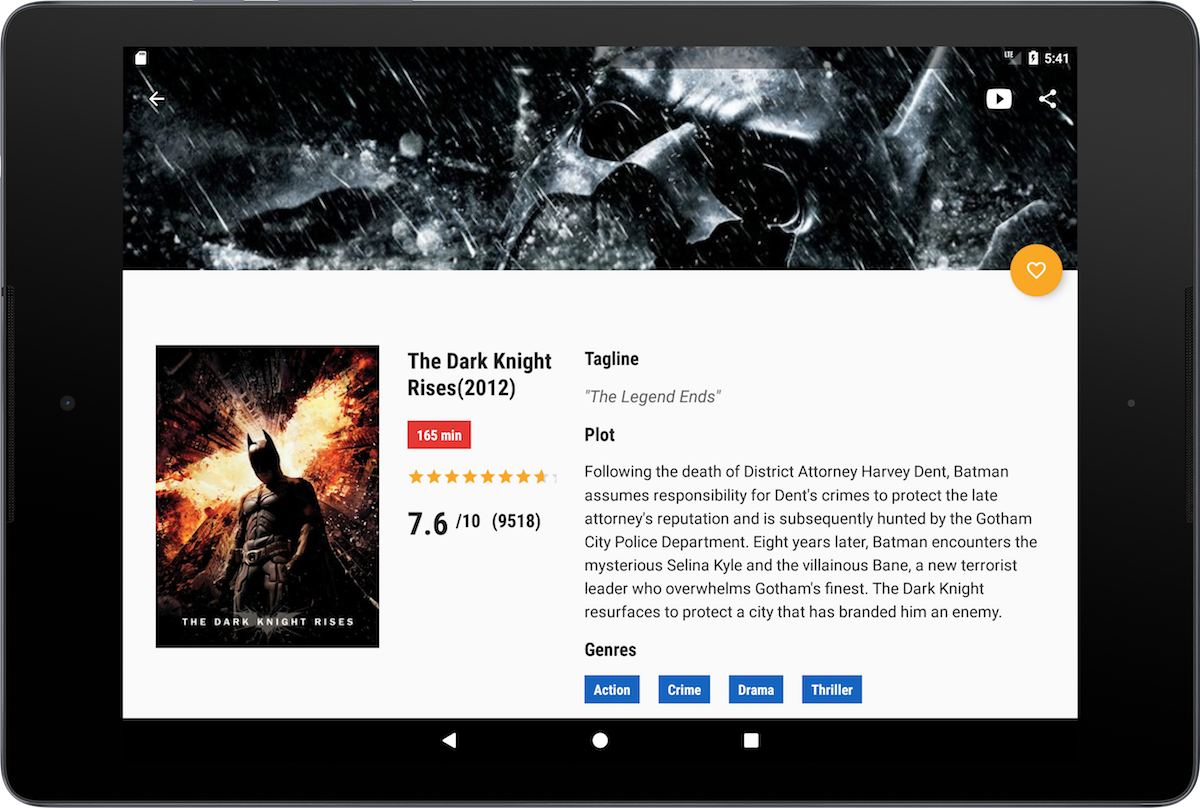 LTE
5:41
THE DARK KNIGHT RISES
The Dark Knight
Rises(2012)
165 min
7.6 /10 (9518)
Tagline
"The Legend Ends"
Plot
Following the death of District Attorney Harvey Dent, Batman
assumes responsibility for Dent's crimes to protect the late
attorney's reputation and is subsequently hunted by the Gotham
City Police Department. Eight years later, Batman encounters the
mysterious Selina Kyle and the villainous Bane, a new terrorist
leader who overwhelms Gotham's finest. The Dark Knight
resurfaces to protect a city that has branded him an enemy.
Genres
Action Crime Drama Thriller